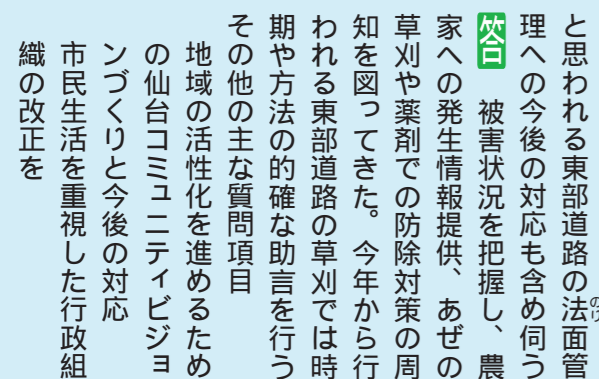 と思われる東部道路の法面管
のり
理への今後の対応も含め伺う
答 被害状況を把握し、農
家への発生情報提供、あぜの
草刈や薬剤での防除対策の周
知を図ってきた。今年から行
われる東部道路の草刈では時
期や方法の的確な助言を行う
その他の主な質問項目
地域の活性化を進めるため
の仙台コミュニティビジョ
ンづくりと今後の対応
市民生活を重視した行政組
織の改正を